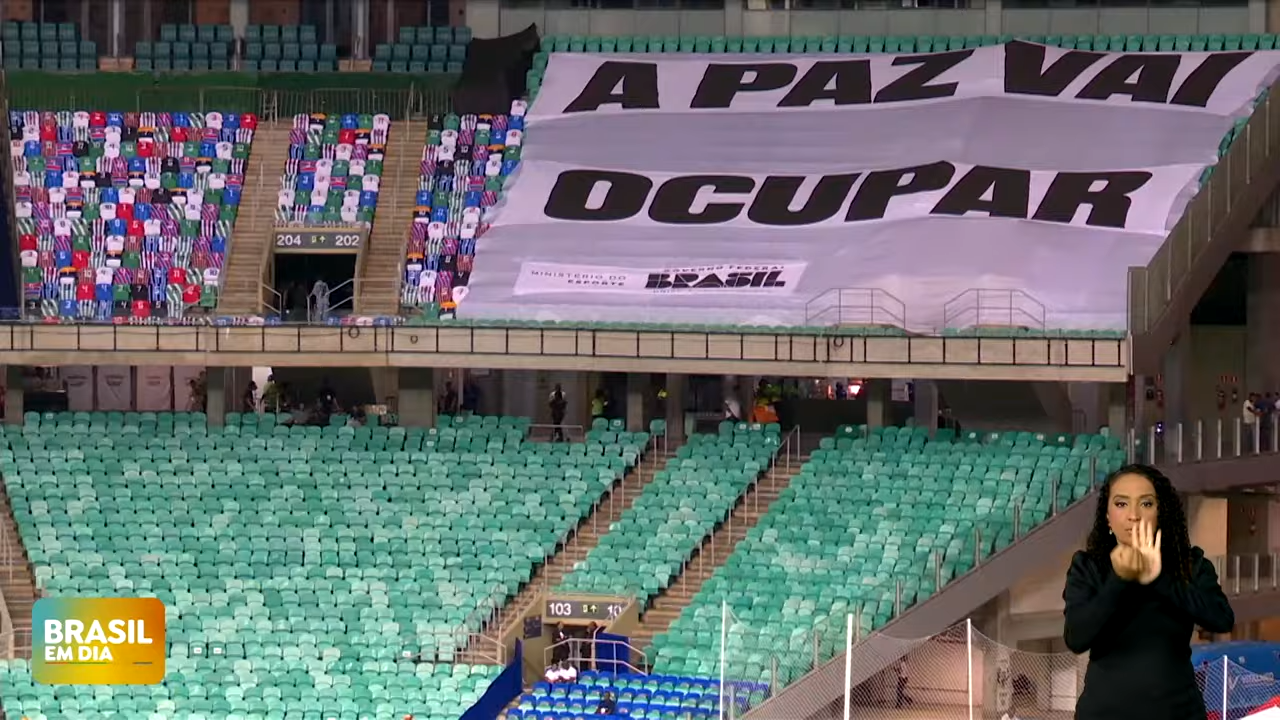 A PAZ VAI
OCUPAR
MINISTÉRIO DO
ESPORTE
GOVERNO FEDERAL
BRASIL
204 202
103
BRASIL
EM DIA